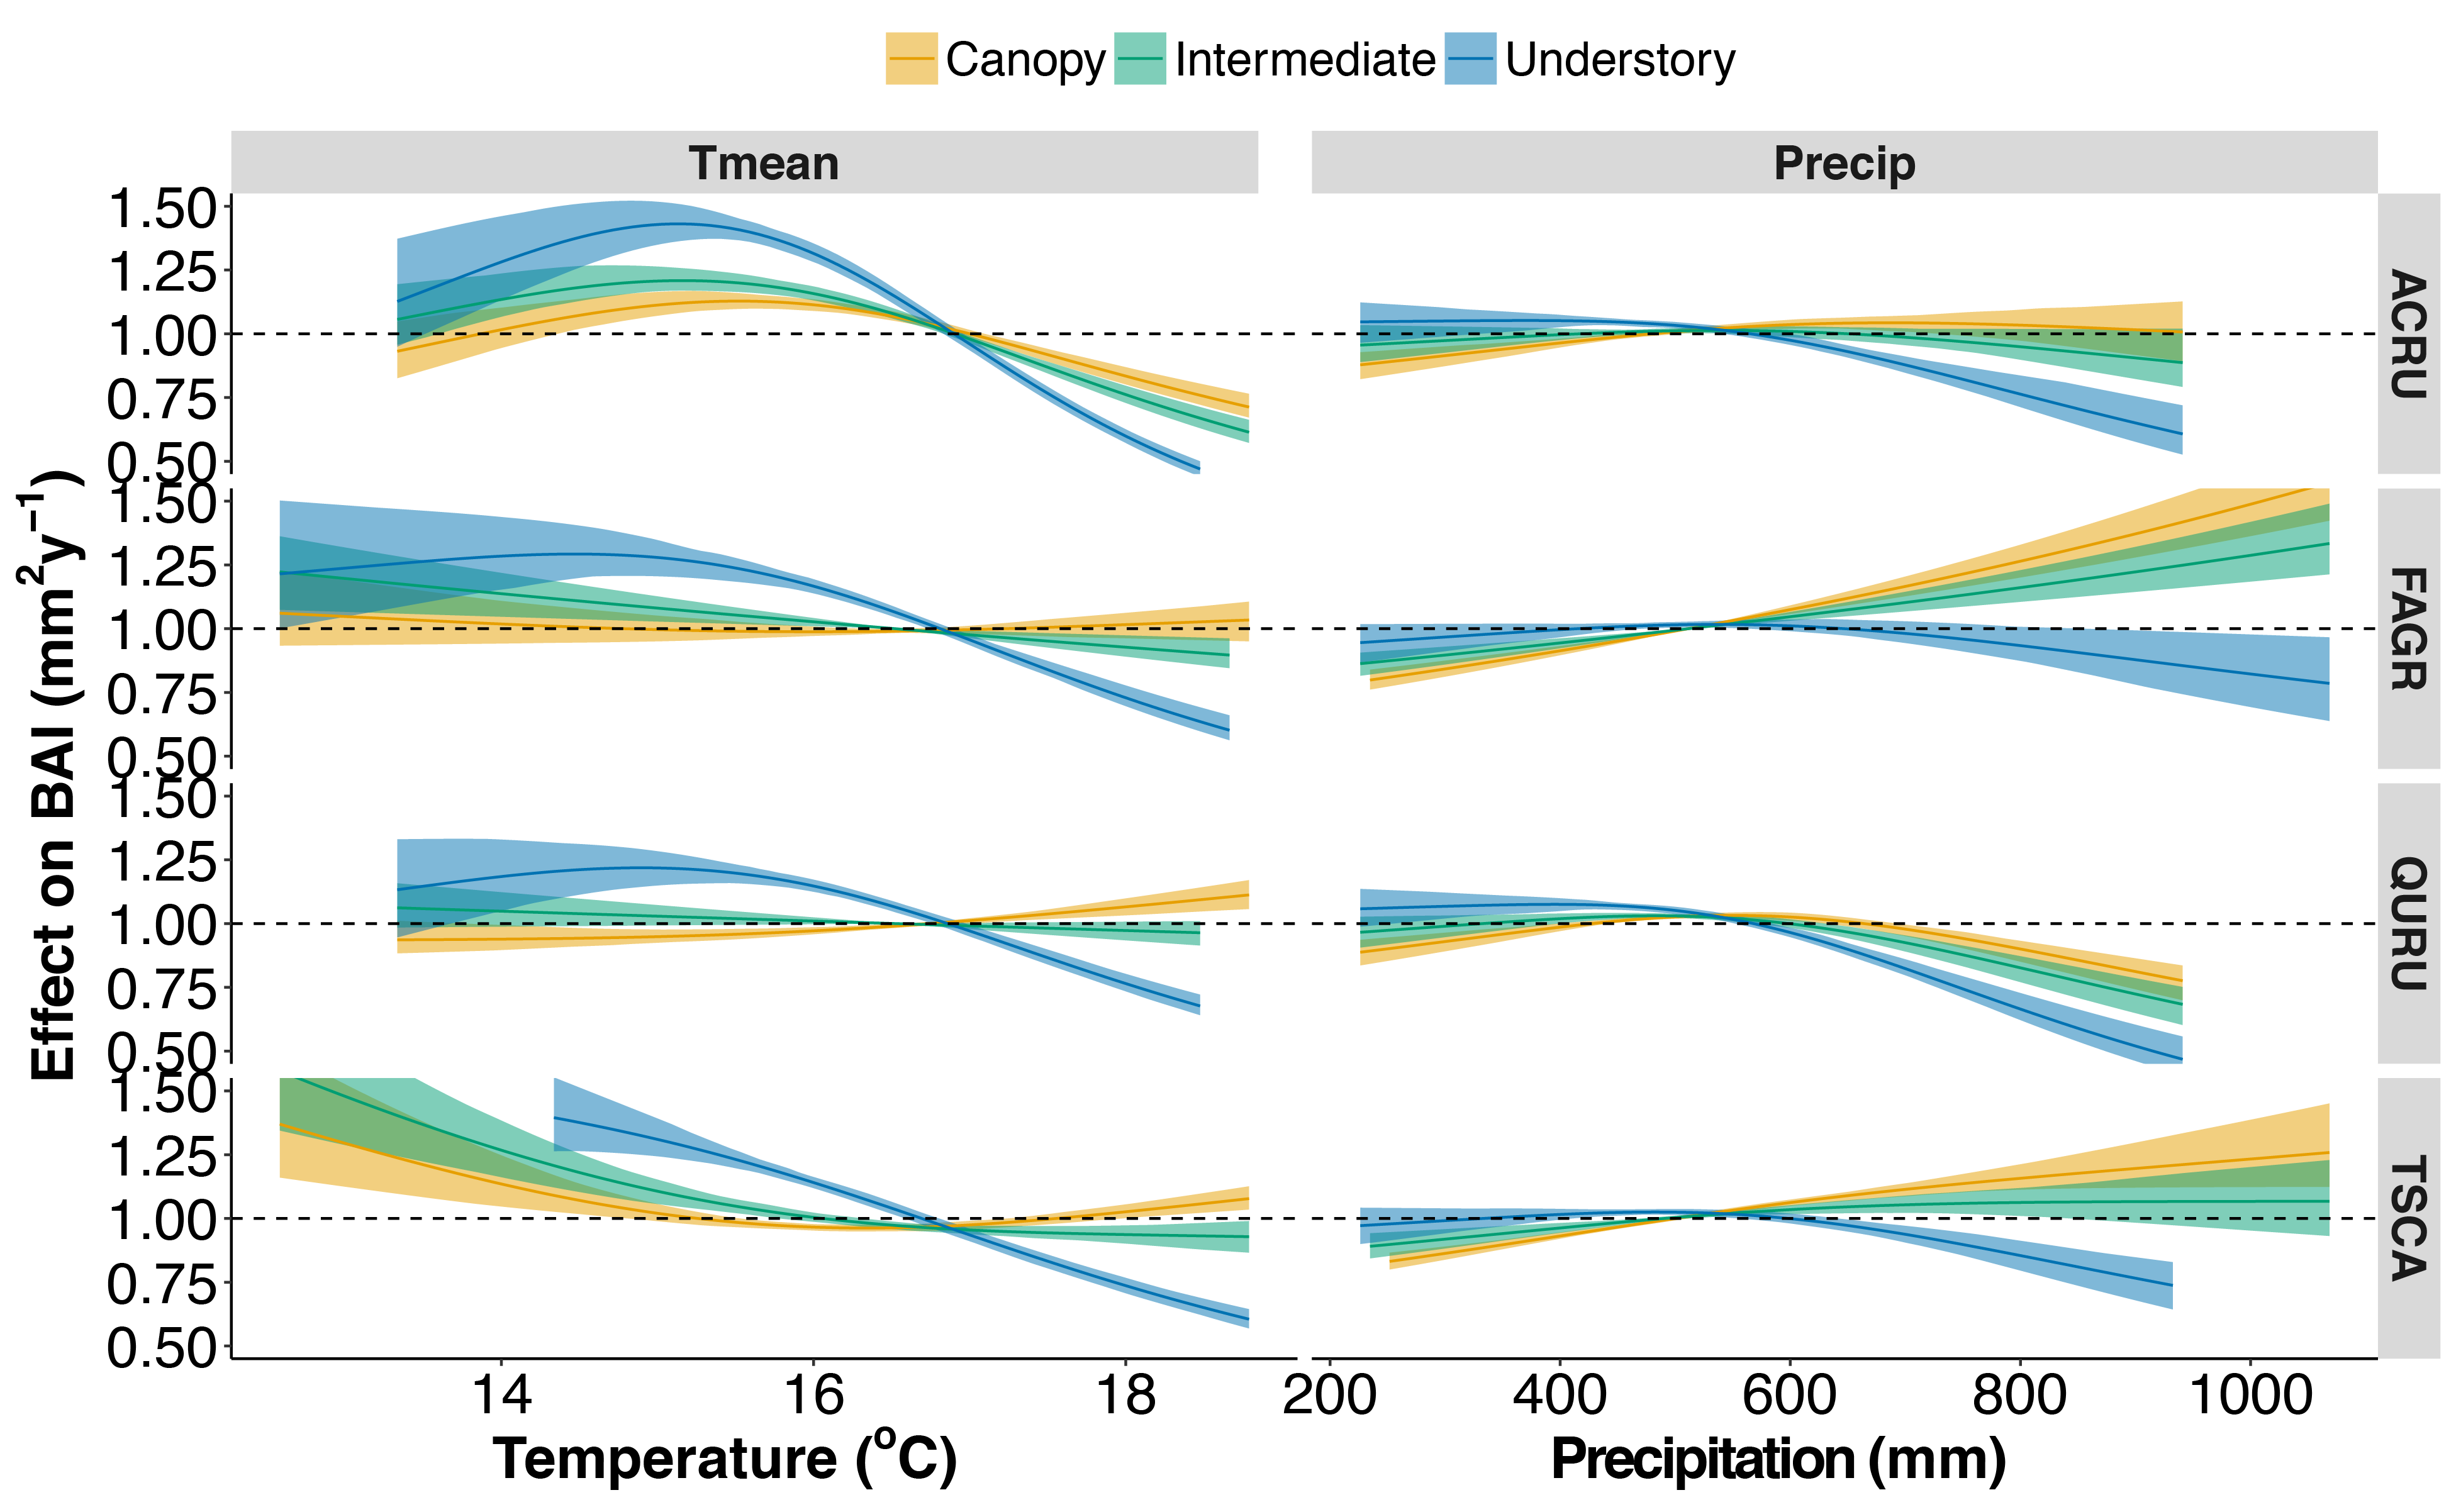 Canopy Intermediate Understory
Tmean Precip
Effect on BAI (mm²y⁻¹)
1.50
1.25
1.00
0.75
0.50
ACRU
1.50
1.25
1.00
0.75
0.50
FAGR
1.50
1.25
1.00
0.75
0.50
QURU
1.50
1.25
1.00
0.75
0.50
TSCA
14 16 18 200 400 600 800 1000
Temperature (°C) Precipitation (mm)